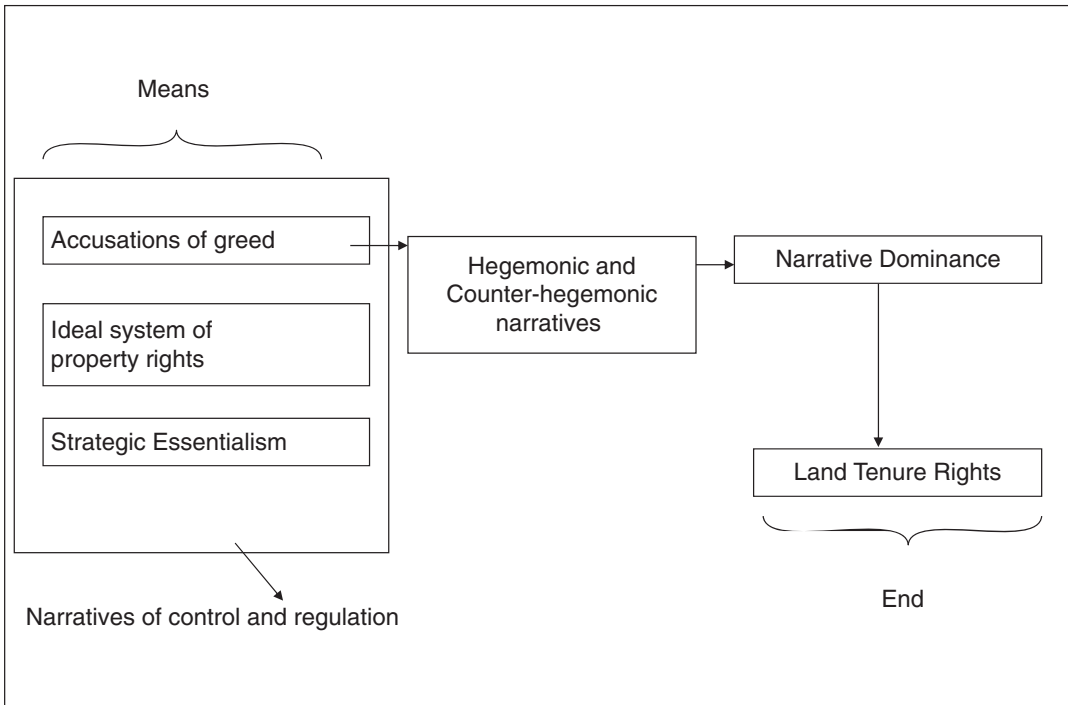 Means
Accusations of greed
Ideal system of
property rights
Strategic Essentialism
Narratives of control and regulation
Hegemonic and
Counter-hegemonic
narratives
Narrative Dominance
Land Tenure Rights
End